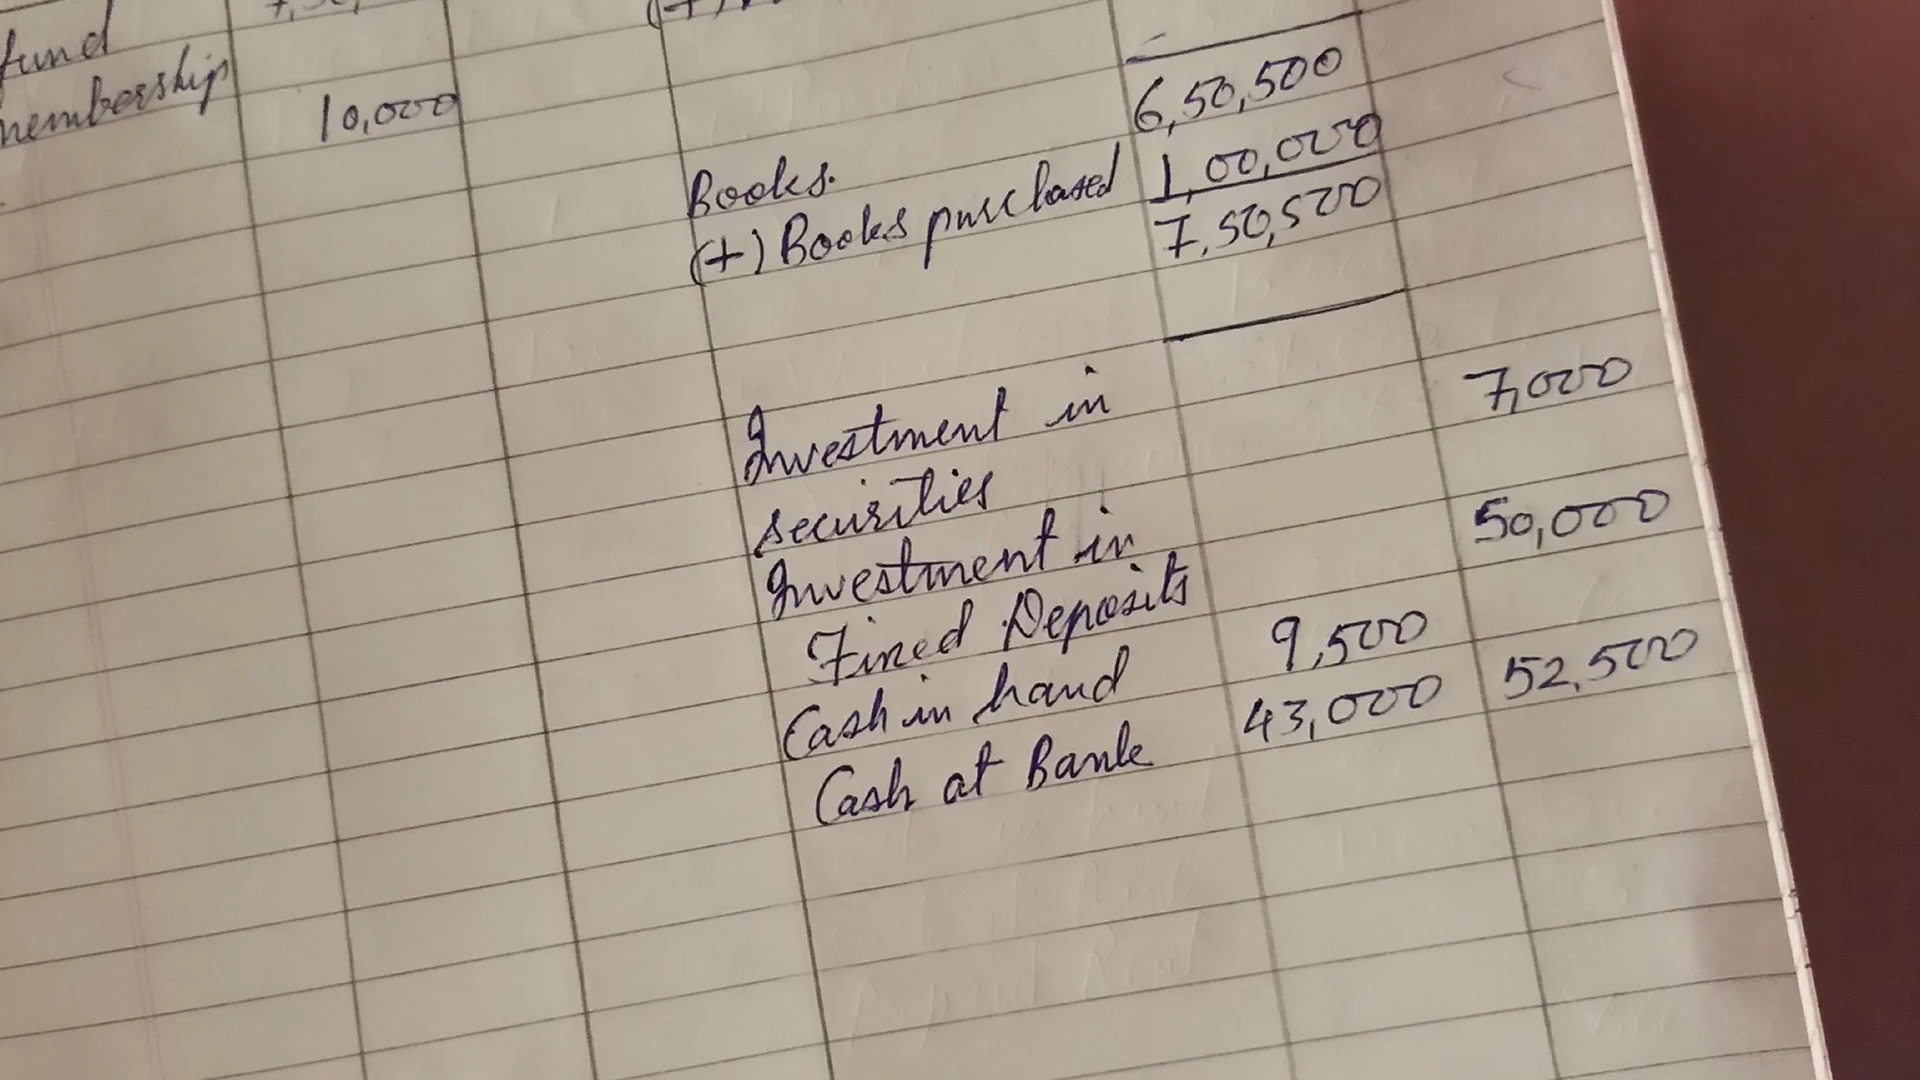 fund
membership 10,000
Books. 6,50,500
(+) Books purchased 1,00,000
7,50,500
Investment in 7,000
securities
Investment in 50,000
Fixed Deposits
Cash in hand 9,500
Cash at Bank 43,000 52,500